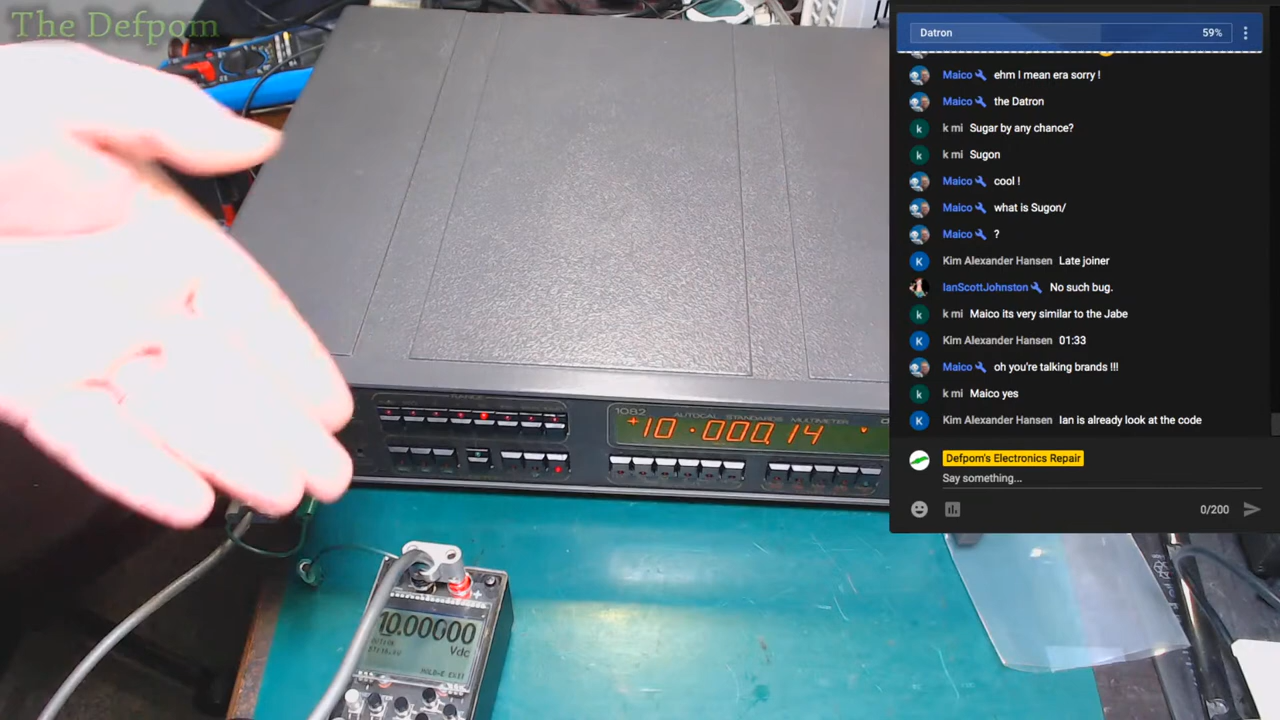 The Defpom
Datron
59%
Maico ehm I mean era sorry !
Maico the Datron
k mi Sugar by any chance?
k mi Sugon
Maico cool !
Maico what is Sugon/
Maico ?
Kim Alexander Hansen Late joiner
IanScottJohnston No such bug.
k mi Maico its very similar to the Jabe
Kim Alexander Hansen 01:33
Maico oh you're talking brands !!!
k mi Maico yes
Kim Alexander Hansen Ian is already look at the code
Defpom's Electronics Repair
Say something...
0/200
RANGE
1082 AUTOCAL STANDARDS MULTIMETER
+10.000,14 V
10.00000
Vdc